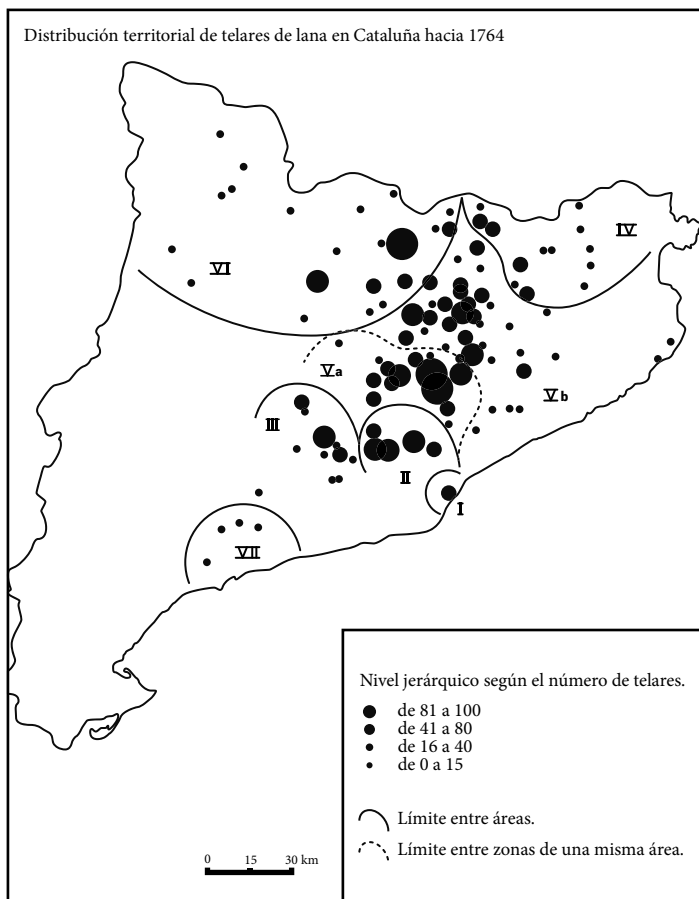 Distribución territorial de telares de lana en Cataluña hacia 1764
IV
VI
Va
Vb
III
II
I
VII
Nivel jerárquico según el número de telares.
de 81 a 100
de 41 a 80
de 16 a 40
de 0 a 15
Límite entre áreas.
Límite entre zonas de una misma área.
0 15 30 km